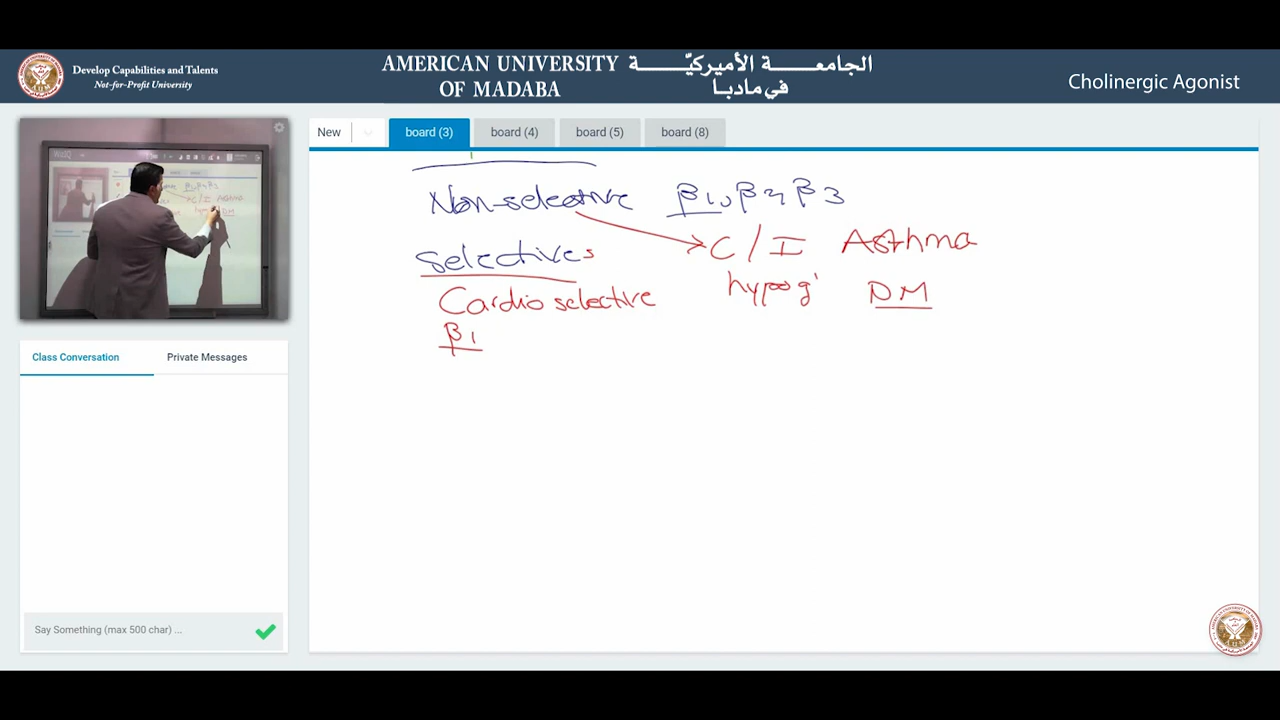 Develop Capabilities and Talents
Not-for-Profit University
AMERICAN UNIVERSITY
OF MADABA
الجامعــــة الأميركيّـــــة
في مادبا
Cholinergic Agonist
New
board (3)
board (4)
board (5)
board (8)
Non-selective β1, β2, β3
C/I Asthma
selectives
hypog' DM
Cardio selective
β1
Class Conversation
Private Messages
Say Something (max 500 char) ...